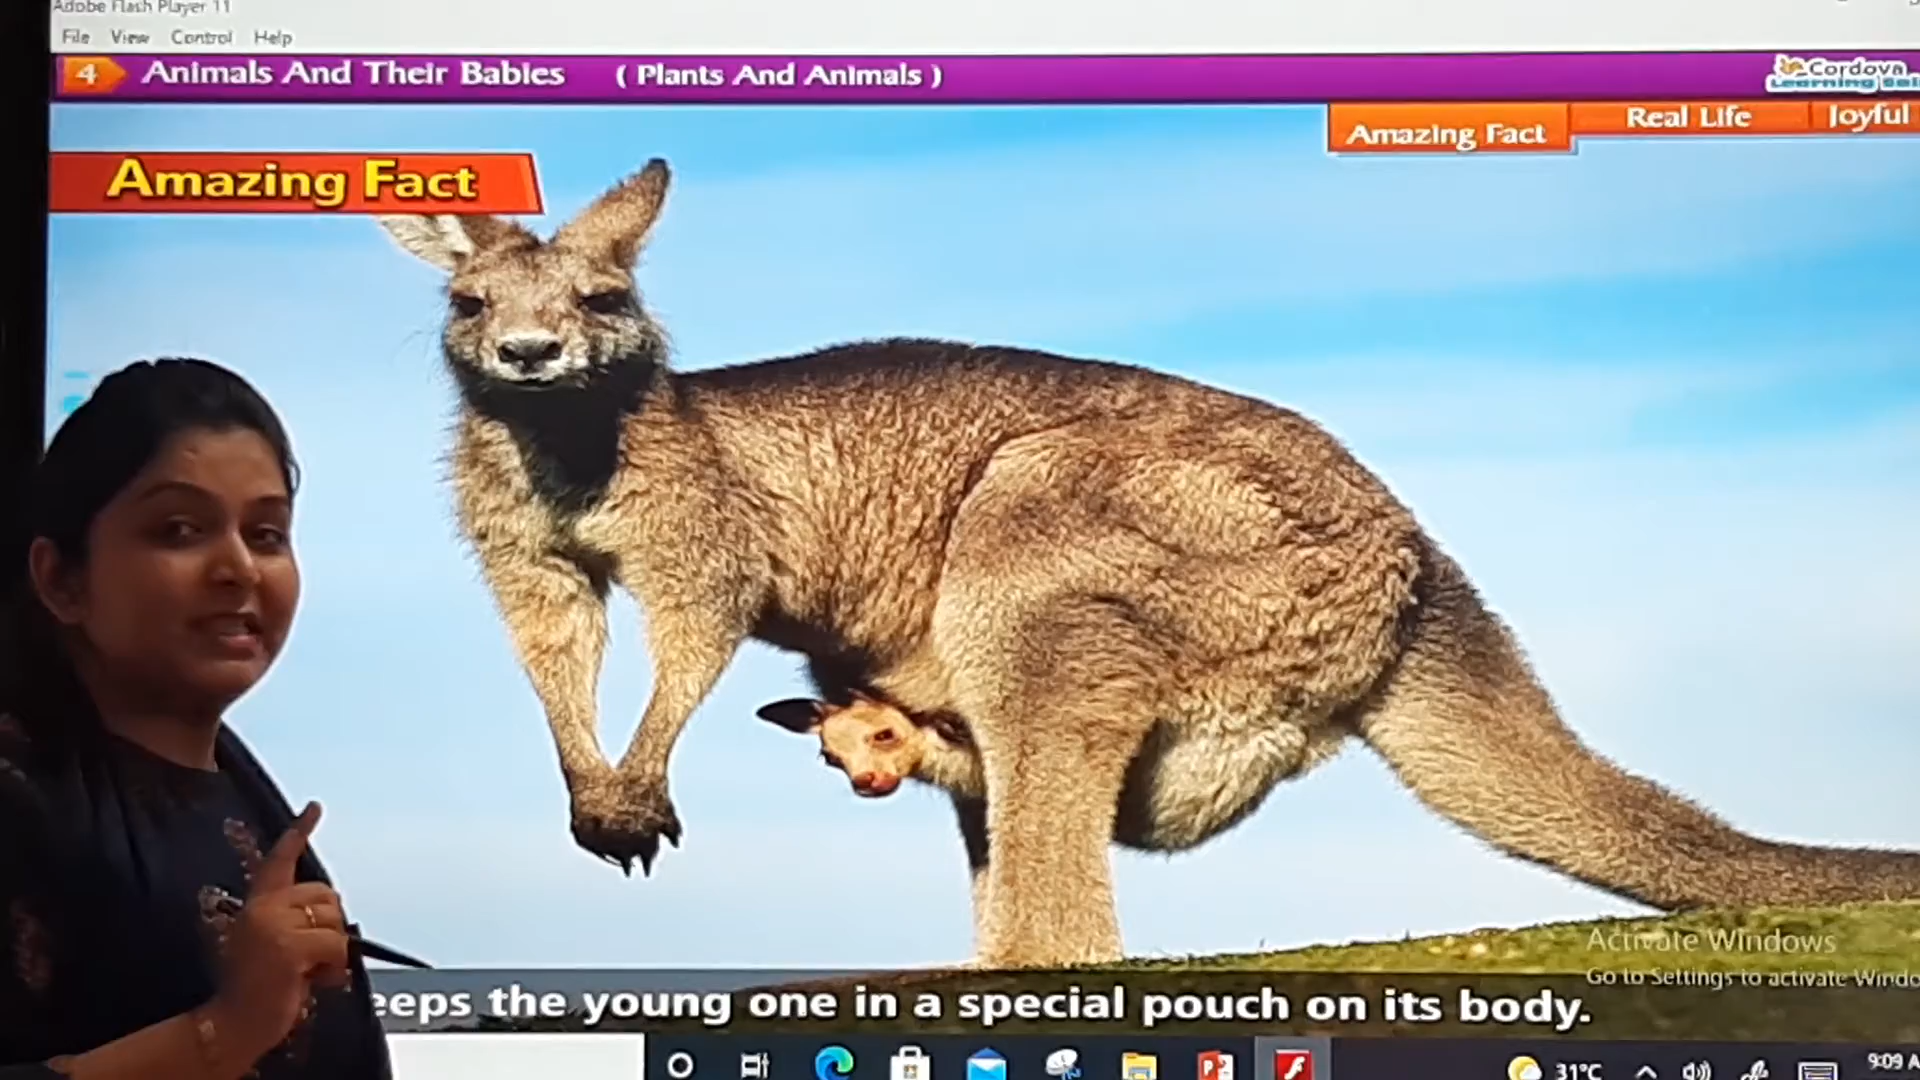 Adobe Flash Player 11
File View Control Help
4 Animals And Their Babies ( Plants And Animals )
Cordova
Learning
Amazing Fact Real Life Joyful
Amazing Fact
Activate Windows
Go to Settings to activate Windo
eeps the young one in a special pouch on its body.
31°C
9:09 A